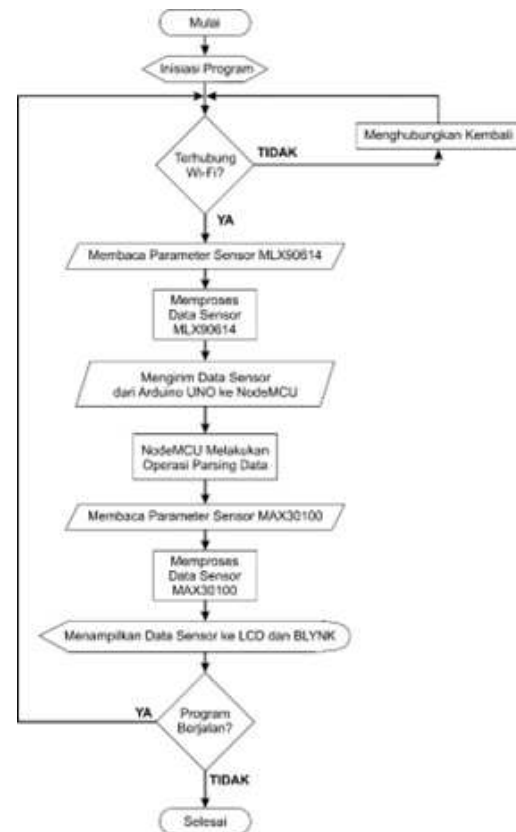 Mulai
Inisiasi Program
Menghubungkan Kembali
Terhubung
Wi-Fi?
TIDAK
YA
Membaca Parameter Sensor MLX90614
Memproses
Data Sensor
MLX90614
Mengirim Data Sensor
dari Arduino UNO ke NodeMCU
NodeMCU Melakukan
Operasi Parsing Data
Membaca Parameter Sensor MAX30100
Memproses
Data Sensor
MAX30100
Menampilkan Data Sensor ke LCD dan BLYNK
YA
Program
Berjalan?
TIDAK
Selesai